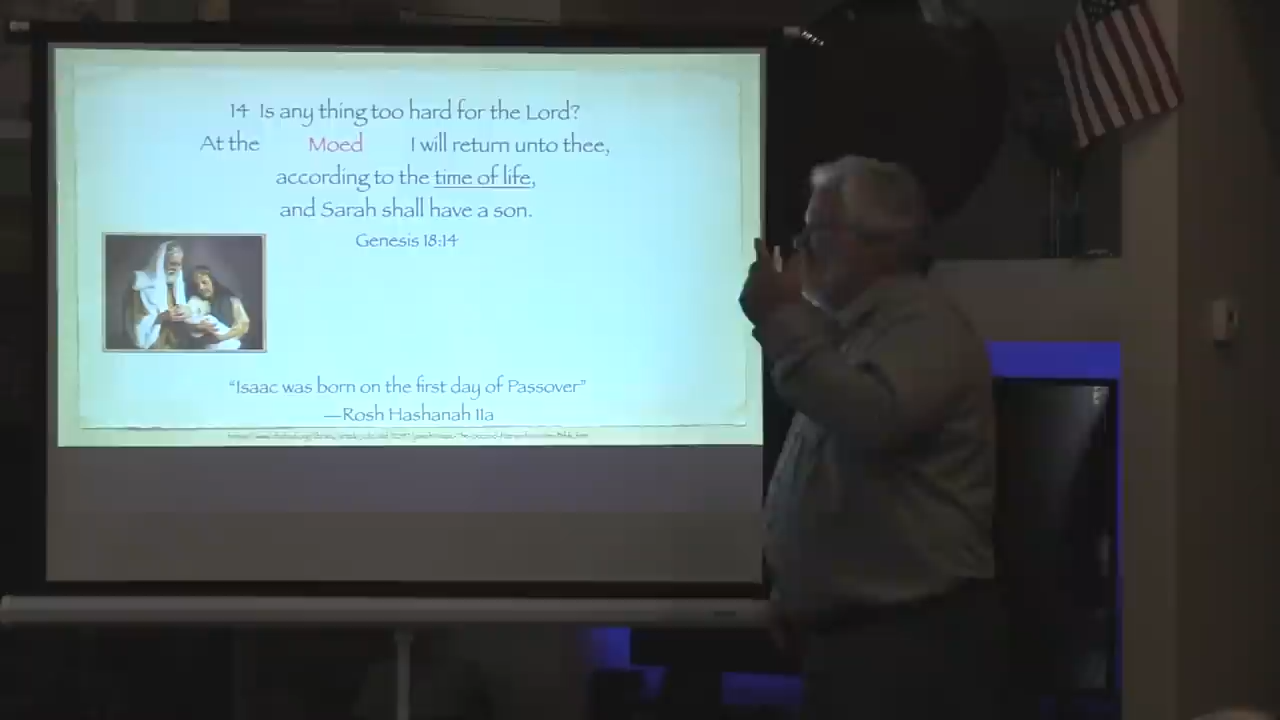 14 Is any thing too hard for the Lord?
At the Moed I will return unto thee,
according to the time of life,
and Sarah shall have a son.
Genesis 18:14
“Isaac was born on the first day of Passover”
—Rosh Hashanah 11a